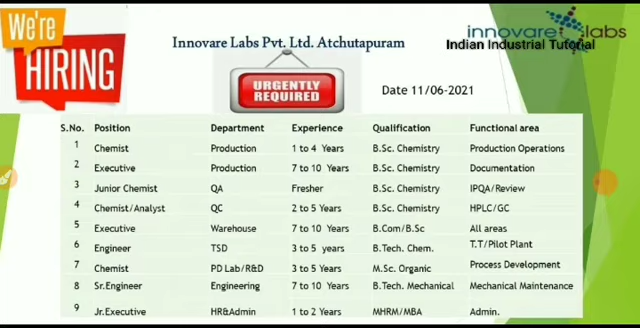 We're
HIRING
Innovare Labs Pvt. Ltd. Atchutapuram
innovare labs
Indian Industrial Tutorial
URGENTLY
REQUIRED
Date 11/06-2021
S.No. Position Department Experience Qualification Functional area
1 Chemist Production 1 to 4 Years B.Sc. Chemistry Production Operations
2 Executive Production 7 to 10 Years B.Sc. Chemistry Documentation
3 Junior Chemist QA Fresher B.Sc. Chemistry IPQA/Review
4 Chemist/Analyst QC 2 to 5 Years B.Sc. Chemistry HPLC/GC
5 Executive Warehouse 7 to 10 Years B.Com/B.Sc All areas
6 Engineer TSD 3 to 5 years B.Tech. Chem. T.T/Pilot Plant
7 Chemist PD Lab/R&D 3 to 5 Years M.Sc. Organic Process Development
8 Sr.Engineer Engineering 7 to 10 Years B.Tech. Mechanical Mechanical Maintenance
9 Jr.Executive HR&Admin 1 to 2 Years MHRM/MBA Admin.